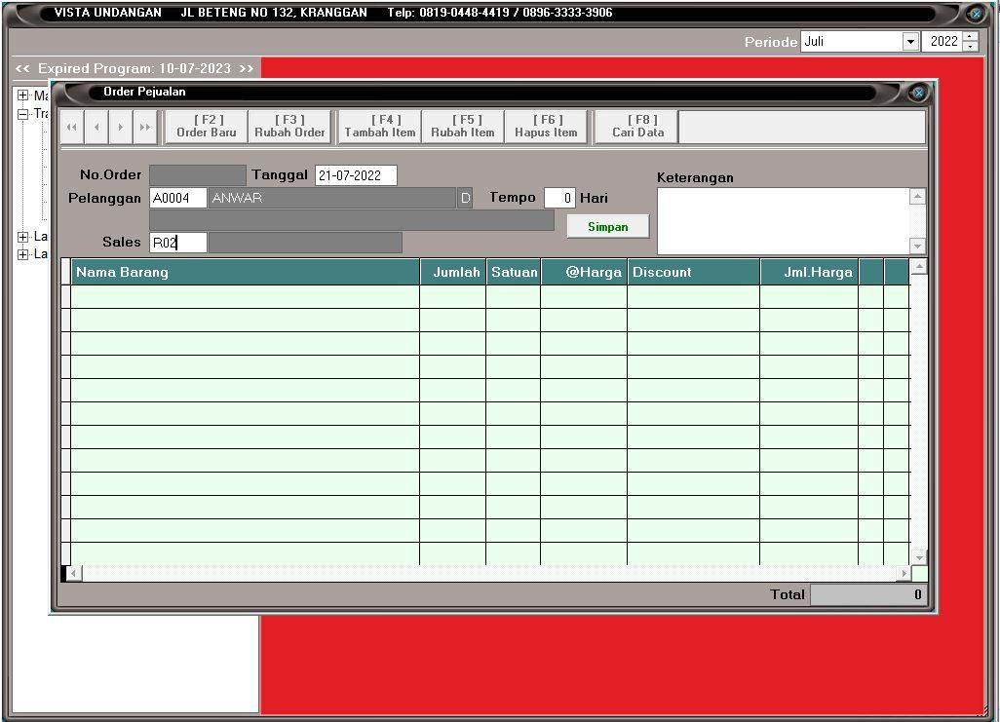 VISTA UNDANGAN JL BETENG NO 132, KRANGGAN Telp: 0819-0448-4419 / 0896-3333-3906
Periode Juli 2022
<< Expired Program: 10-07-2023 >>
Ma
Tra
La
La
Order Pejualan
[ F2 ] [ F3 ] [ F4 ] [ F5 ] [ F6 ] [ F8 ]
Order Baru Rubah Order Tambah Item Rubah Item Hapus Item Cari Data
No.Order Tanggal 21-07-2022
Keterangan
Pelanggan A0004 ANWAR D Tempo 0 Hari
Simpan
Sales R02
Nama Barang Jumlah Satuan @Harga Discount Jml.Harga
Total 0